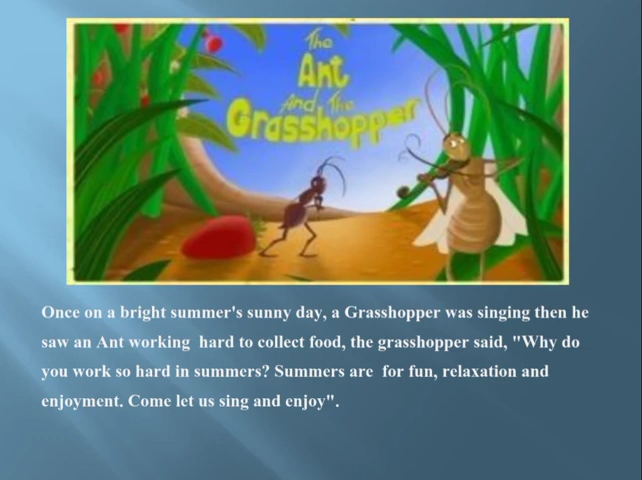 The
Ant
And The
Grasshopper
Once on a bright summer's sunny day, a Grasshopper was singing then he
saw an Ant working  hard to collect food, the grasshopper said, "Why do
you work so hard in summers? Summers are  for fun, relaxation and
enjoyment. Come let us sing and enjoy".